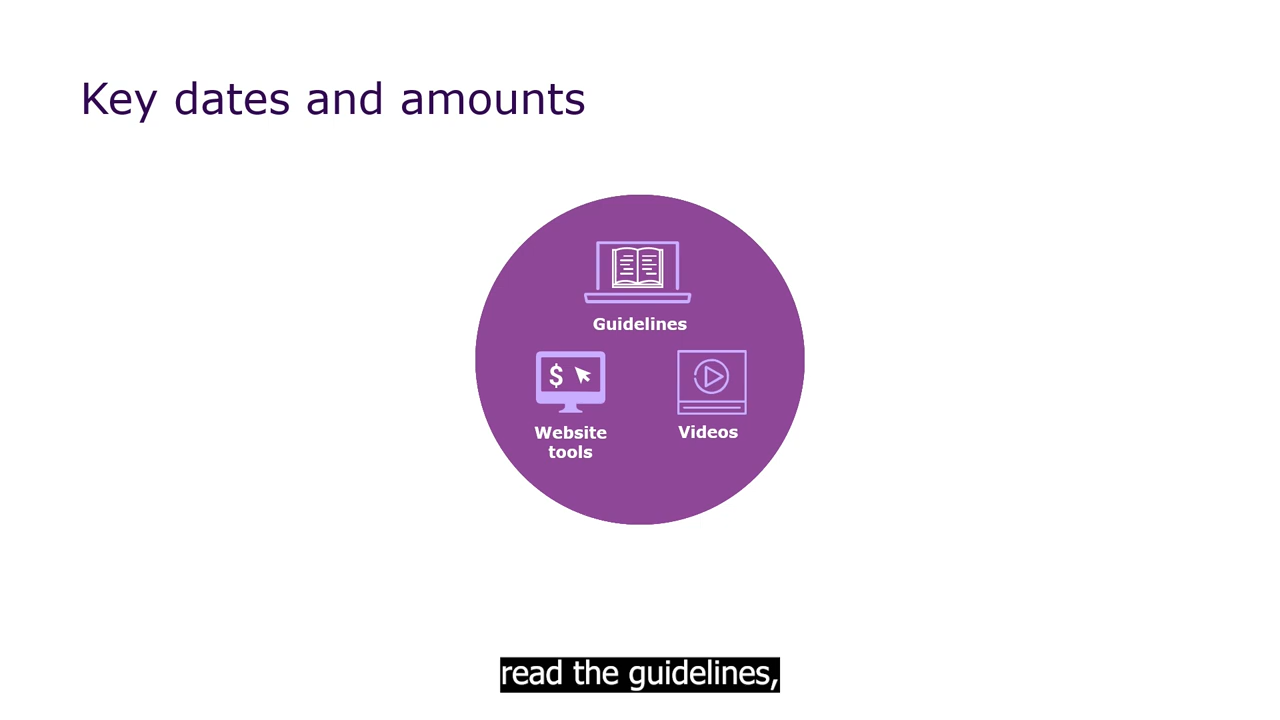 Key dates and amounts
Guidelines
$
Website
tools
Videos
read the guidelines,